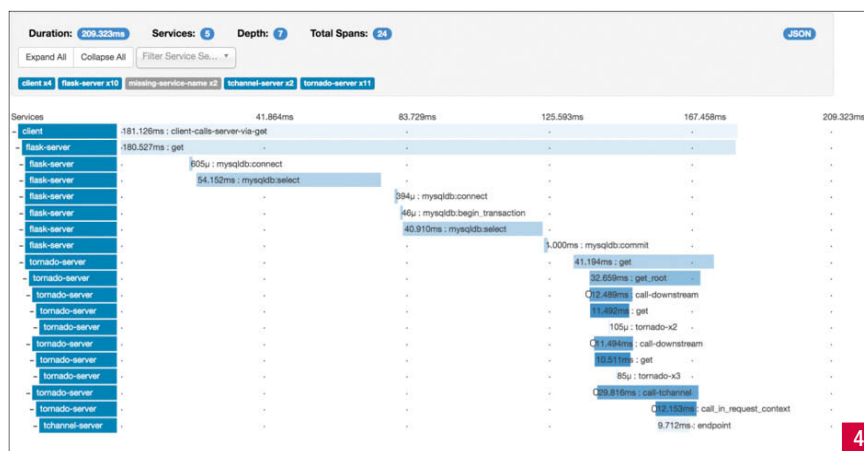 Duration: 209.323ms Services: 5 Depth: 7 Total Spans: 24 JSON
Expand All Collapse All Filter Service Se...
client x4 flask-server x10 missing-service-name x2 tchannel-server x2 tornado-server x11
Services 41.864ms 83.729ms 125.593ms 167.458ms 209.323ms
- client 181.126ms : client-calls-server-via-get
- flask-server 180.527ms : get
- flask-server 605μ : mysqldb:connect
- flask-server 54.152ms : mysqldb:select
- flask-server 394μ : mysqldb:connect
- flask-server 46μ : mysqldb:begin_transaction
- flask-server 40.910ms : mysqldb:select
- flask-server 1.000ms : mysqldb:commit
- tornado-server 41.194ms : get
- tornado-server 32.659ms : get_root
- tornado-server 12.489ms : call-downstream
- tornado-server 11.492ms : get
- tornado-server 105μ : tornado-x2
- tornado-server 11.494ms : call-downstream
- tornado-server 10.511ms : get
- tornado-server 85μ : tornado-x3
- tornado-server 29.816ms : call-tchannel
- tornado-server 12.153ms : call_in_request_context
- tchannel-server 9.712ms : endpoint
4